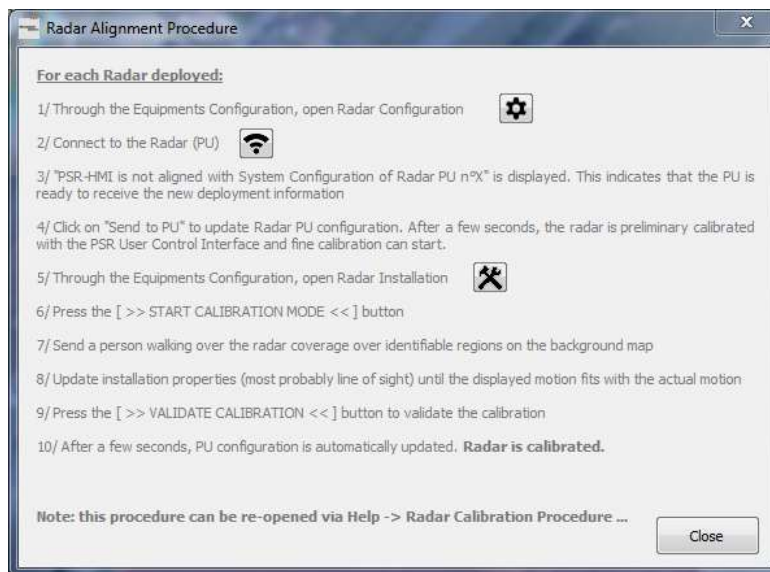 Radar Alignment Procedure
For each Radar deployed:
1/ Through the Equipments Configuration, open Radar Configuration
2/ Connect to the Radar (PU)
3/ "PSR-HMI is not aligned with System Configuration of Radar PU n°X" is displayed. This indicates that the PU is
ready to receive the new deployment information
4/ Click on "Send to PU" to update Radar PU configuration. After a few seconds, the radar is preliminary calibrated
with the PSR User Control Interface and fine calibration can start.
5/ Through the Equipments Configuration, open Radar Installation
6/ Press the [ >> START CALIBRATION MODE << ] button
7/ Send a person walking over the radar coverage over identifiable regions on the background map
8/ Update installation properties (most probably line of sight) until the displayed motion fits with the actual motion
9/ Press the [ >> VALIDATE CALIBRATION << ] button to validate the calibration
10/ After a few seconds, PU configuration is automatically updated. Radar is calibrated.
Note: this procedure can be re-opened via Help -> Radar Calibration Procedure ...
Close